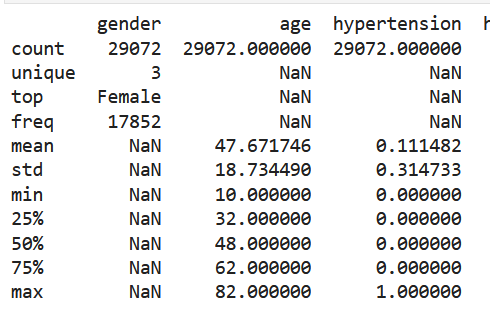 gender age hypertension
count 29072 29072.000000 29072.000000
unique 3 NaN NaN
top Female NaN NaN
freq 17852 NaN NaN
mean NaN 47.671746 0.111482
std NaN 18.734490 0.314733
min NaN 10.000000 0.000000
25% NaN 32.000000 0.000000
50% NaN 48.000000 0.000000
75% NaN 62.000000 0.000000
max NaN 82.000000 1.000000